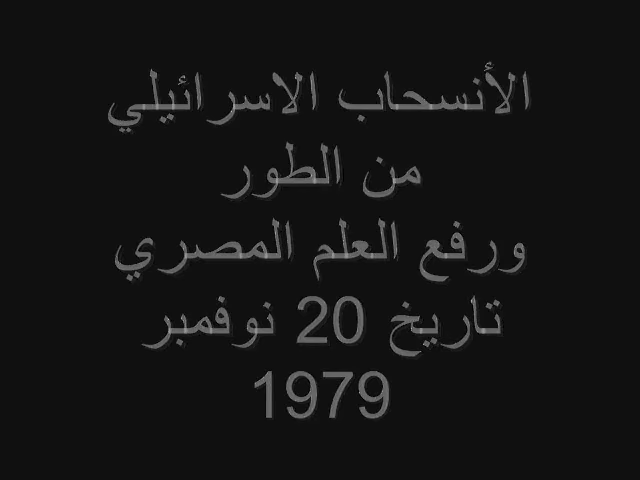 الأنسحاب الاسرائيلي
من الطور
ورفع العلم المصري
تاريخ 20 نوفمبر
1979